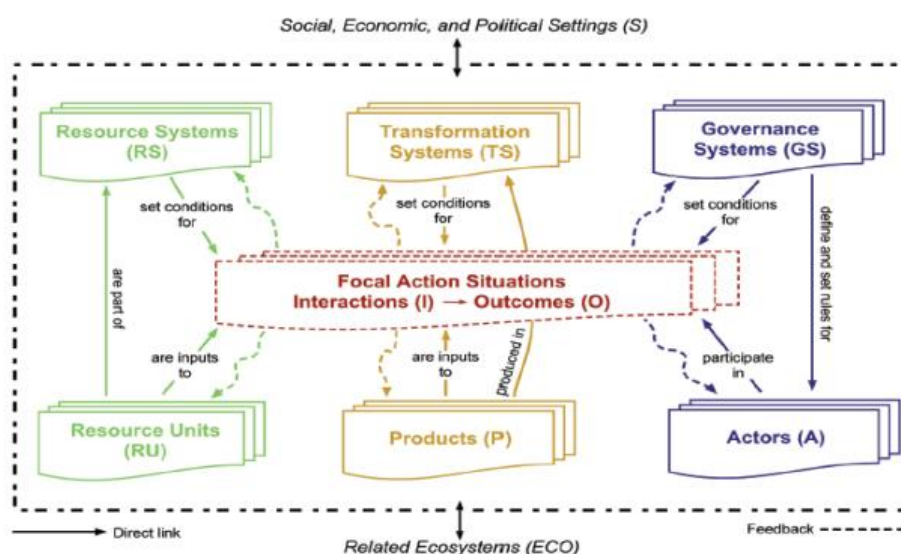 Social, Economic, and Political Settings (S)
Resource Systems
(RS)
Transformation
Systems (TS)
Governance
Systems (GS)
set conditions
for
set conditions
for
set conditions
for
are part of
define and set rules for
Focal Action Situations
Interactions (I) → Outcomes (O)
are inputs
to
are inputs
to
produced in
participate
in
Resource Units
(RU)
Products (P)
Actors (A)
Direct link
Feedback
Related Ecosystems (ECO)